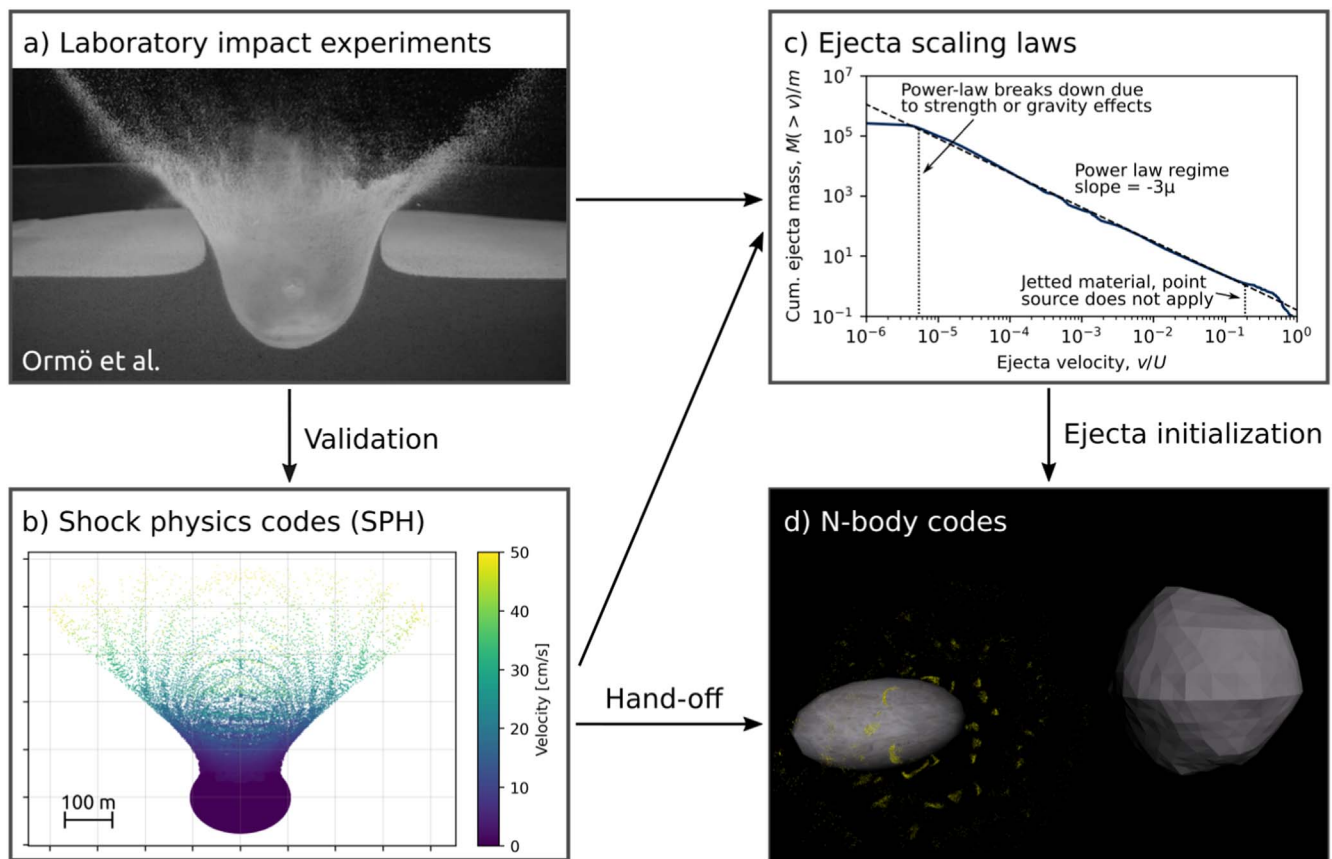 a) Laboratory impact experiments
Ormö et al.
Validation
b) Shock physics codes (SPH)
100 m
50
40
30
20
10
0
Velocity [cm/s]
Hand-off
c) Ejecta scaling laws
Cum. ejecta mass, M( > v)/m
10⁷
10⁵
10³
10¹
10⁻¹
Power-law breaks down due
to strength or gravity effects
Power law regime
slope = -3μ
Jetted material, point
source does not apply
10⁻⁶ 10⁻⁵ 10⁻⁴ 10⁻³ 10⁻² 10⁻¹ 10⁰
Ejecta velocity, v/U
Ejecta initialization
d) N-body codes